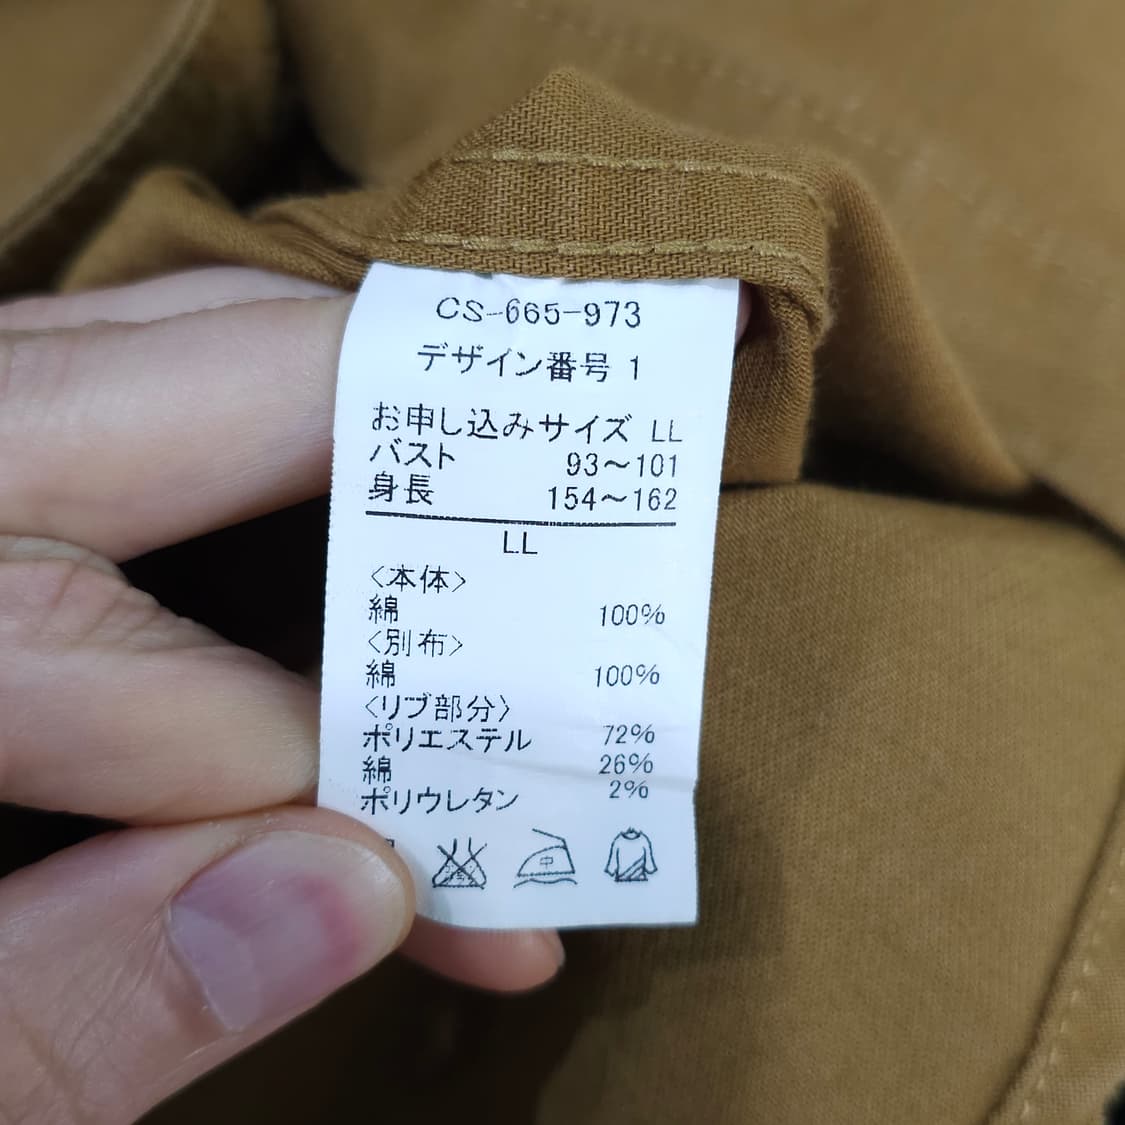 CS-665-973
デザイン番号 1
お申し込みサイズ LL
バスト 93～101
身長 154～162
LL
〈本体〉
綿 100%
〈別布〉
綿 100%
〈リブ部分〉
ポリエステル 72%
綿 26%
ポリウレタン 2%
中